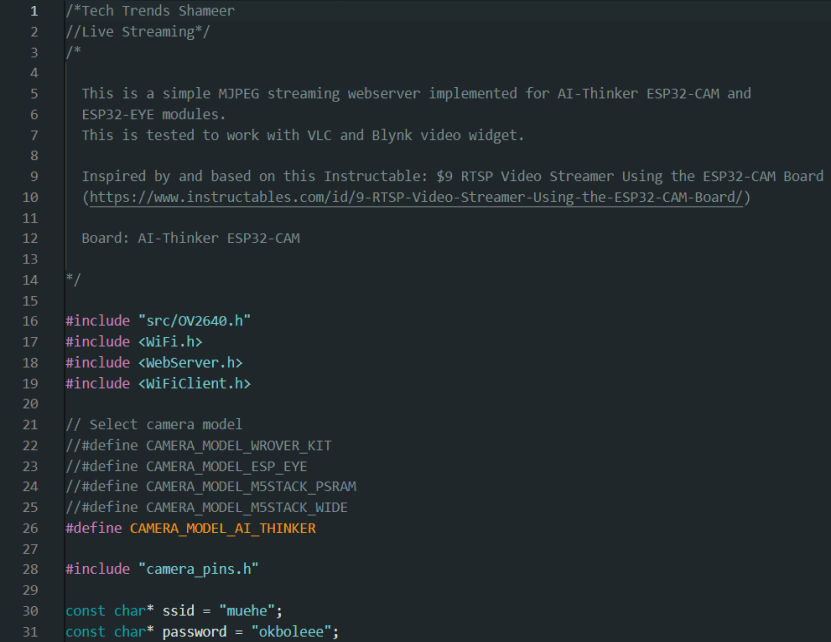 1 /*Tech Trends Shameer
2 //Live Streaming*/
3 /*
4
5 This is a simple MJPEG streaming webserver implemented for AI-Thinker ESP32-CAM and
6 ESP32-EYE modules.
7 This is tested to work with VLC and Blynk video widget.
8
9 Inspired by and based on this Instructable: $9 RTSP Video Streamer Using the ESP32-CAM Board
10 (https://www.instructables.com/id/9-RTSP-Video-Streamer-Using-the-ESP32-CAM-Board/)
11
12 Board: AI-Thinker ESP32-CAM
13
14 */
15
16 #include "src/OV2640.h"
17 #include <WiFi.h>
18 #include <WebServer.h>
19 #include <WiFiClient.h>
20
21 // Select camera model
22 //#define CAMERA_MODEL_WROVER_KIT
23 //#define CAMERA_MODEL_ESP_EYE
24 //#define CAMERA_MODEL_M5STACK_PSRAM
25 //#define CAMERA_MODEL_M5STACK_WIDE
26 #define CAMERA_MODEL_AI_THINKER
27
28 #include "camera_pins.h"
29
30 const char* ssid = "muehe";
31 const char* password = "okboleee";